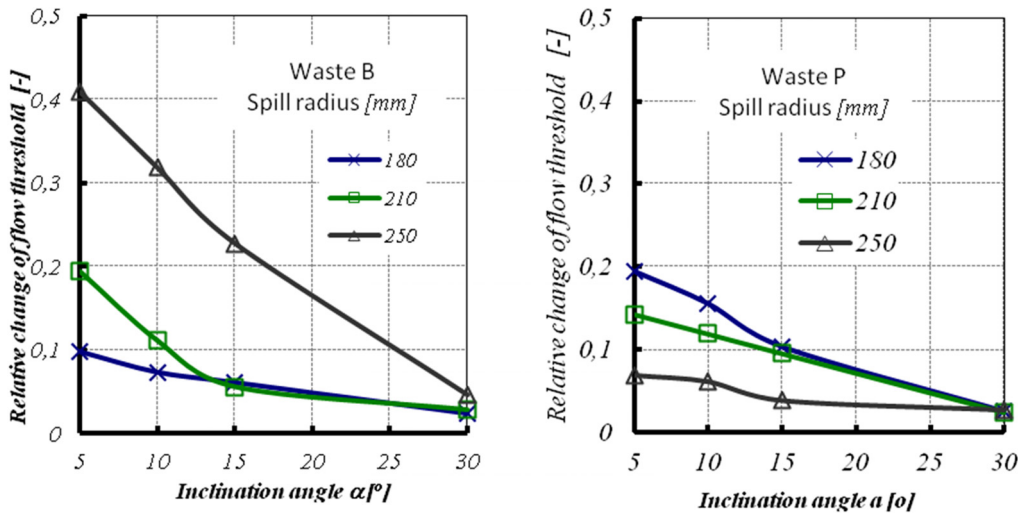 Relative change of flow threshold [-]
0,5
0,4
0,3
0,2
0,1
0
Waste B
Spill radius [mm]
180
210
250
5 10 15 20 25 30
Inclination angle α[º]
Relative change of flow threshold [-]
0,5
0,4
0,3
0,2
0,1
0
Waste P
Spill radius [mm]
180
210
250
5 10 15 20 25 30
Inclination angle a [o]